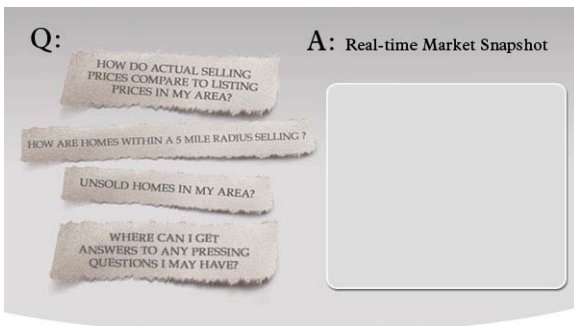 Q:
HOW DO ACTUAL SELLING
PRICES COMPARE TO LISTING
PRICES IN MY AREA?
HOW ARE HOMES WITHIN A 5 MILE RADIUS SELLING ?
UNSOLD HOMES IN MY AREA?
WHERE CAN I GET
ANSWERS TO ANY PRESSING
QUESTIONS I MAY HAVE?
A: Real-time Market Snapshot